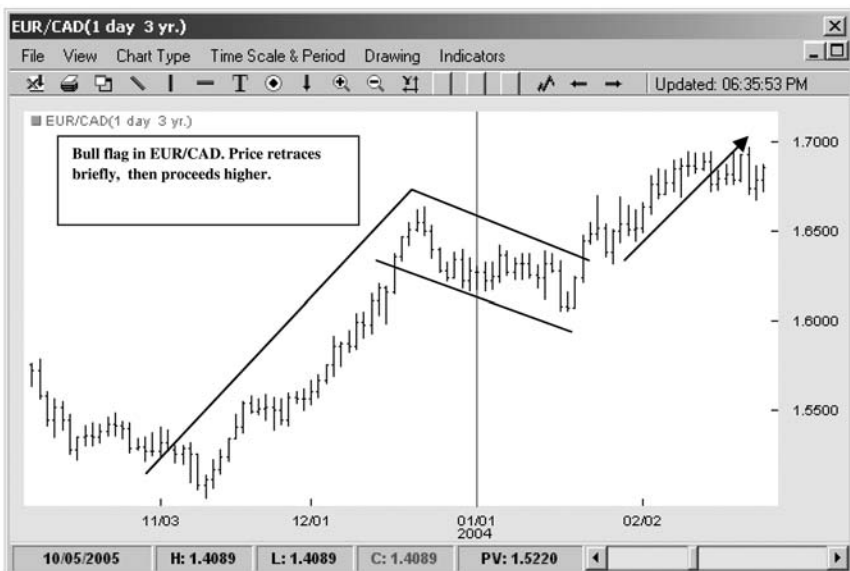 EUR/CAD(1 day 3 yr.)
File View Chart Type Time Scale & Period Drawing Indicators
T Updated: 06:35:53 PM
EUR/CAD(1 day 3 yr.)
Bull flag in EUR/CAD. Price retraces
briefly, then proceeds higher.
1.7000
1.6500
1.6000
1.5500
11/03 12/01 01/01 02/02
2004
10/05/2005 H: 1.4089 L: 1.4089 C: 1.4089 PV: 1.5220